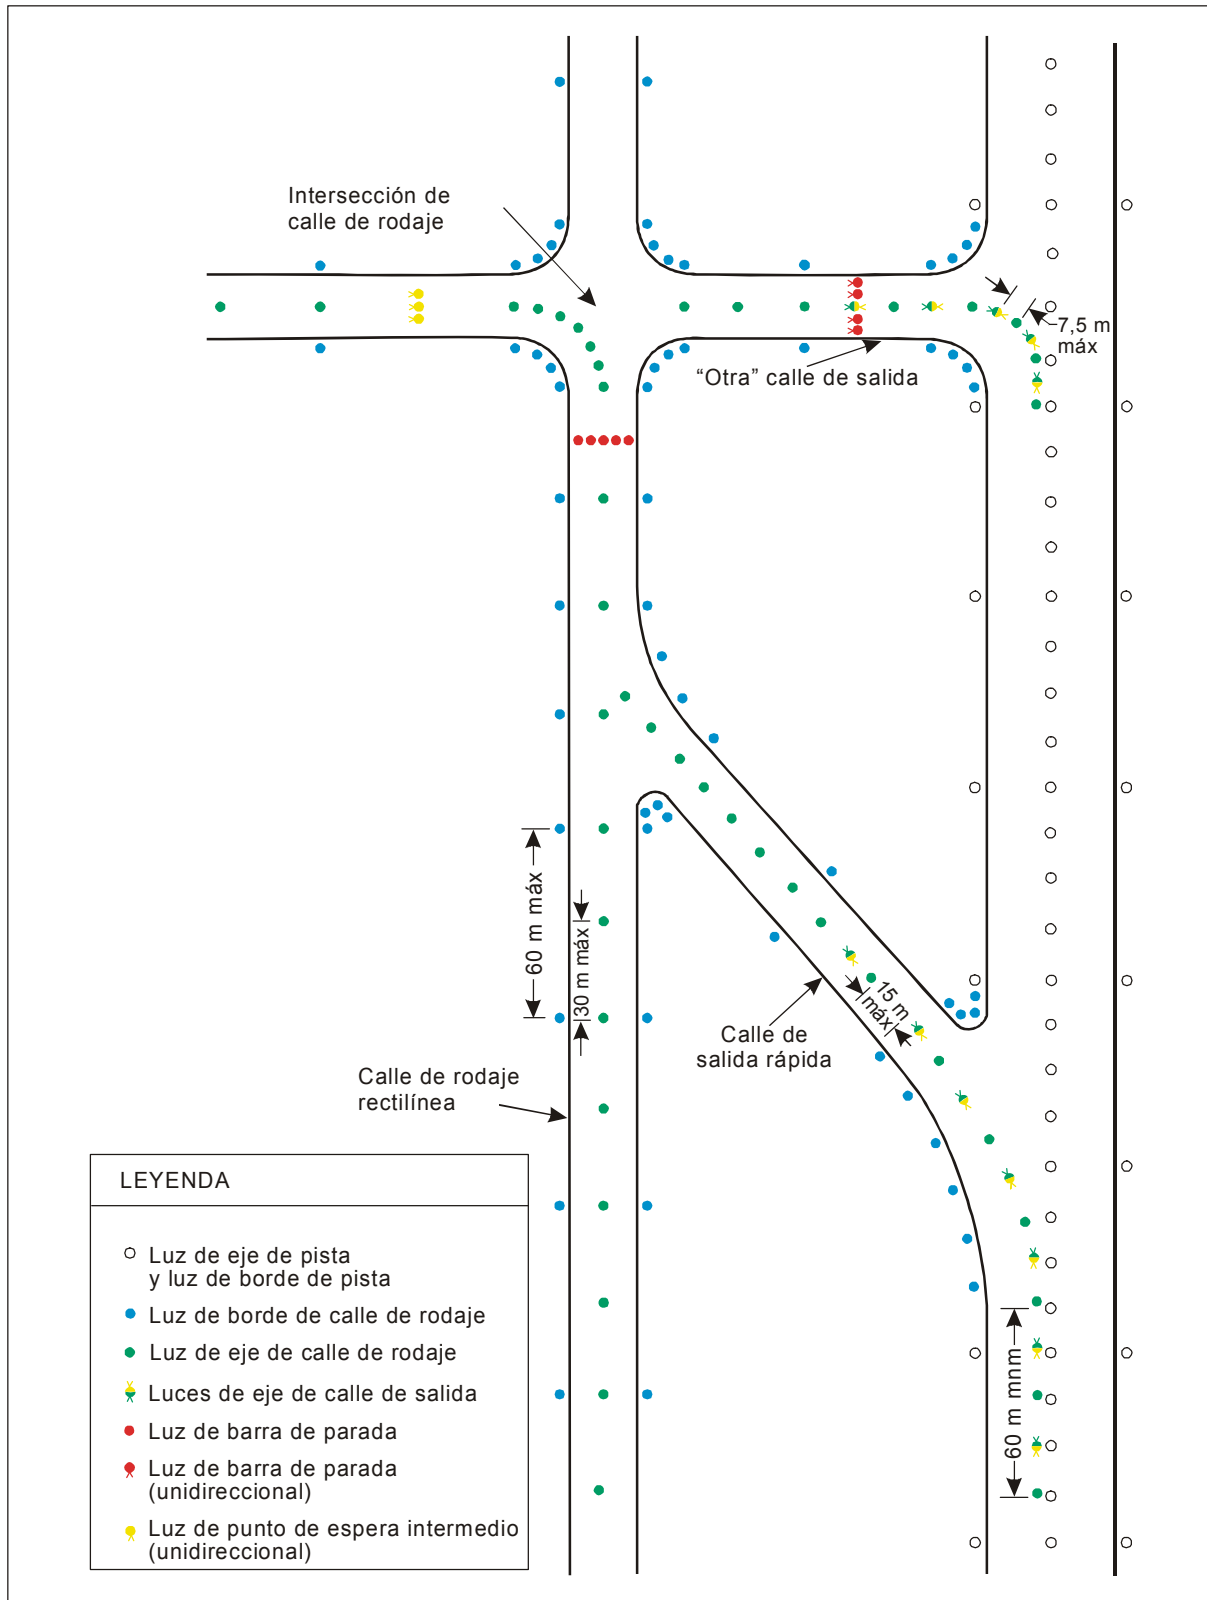 Intersección de
calle de rodaje
7,5 m
máx
“Otra” calle de salida
60 m máx
30 m máx
15 m
máx
Calle de
salida rápida
Calle de rodaje
rectilínea
60 m mnm
LEYENDA
Luz de eje de pista
y luz de borde de pista
Luz de borde de calle de rodaje
Luz de eje de calle de rodaje
Luces de eje de calle de salida
Luz de barra de parada
Luz de barra de parada
(unidireccional)
Luz de punto de espera intermedio
(unidireccional)